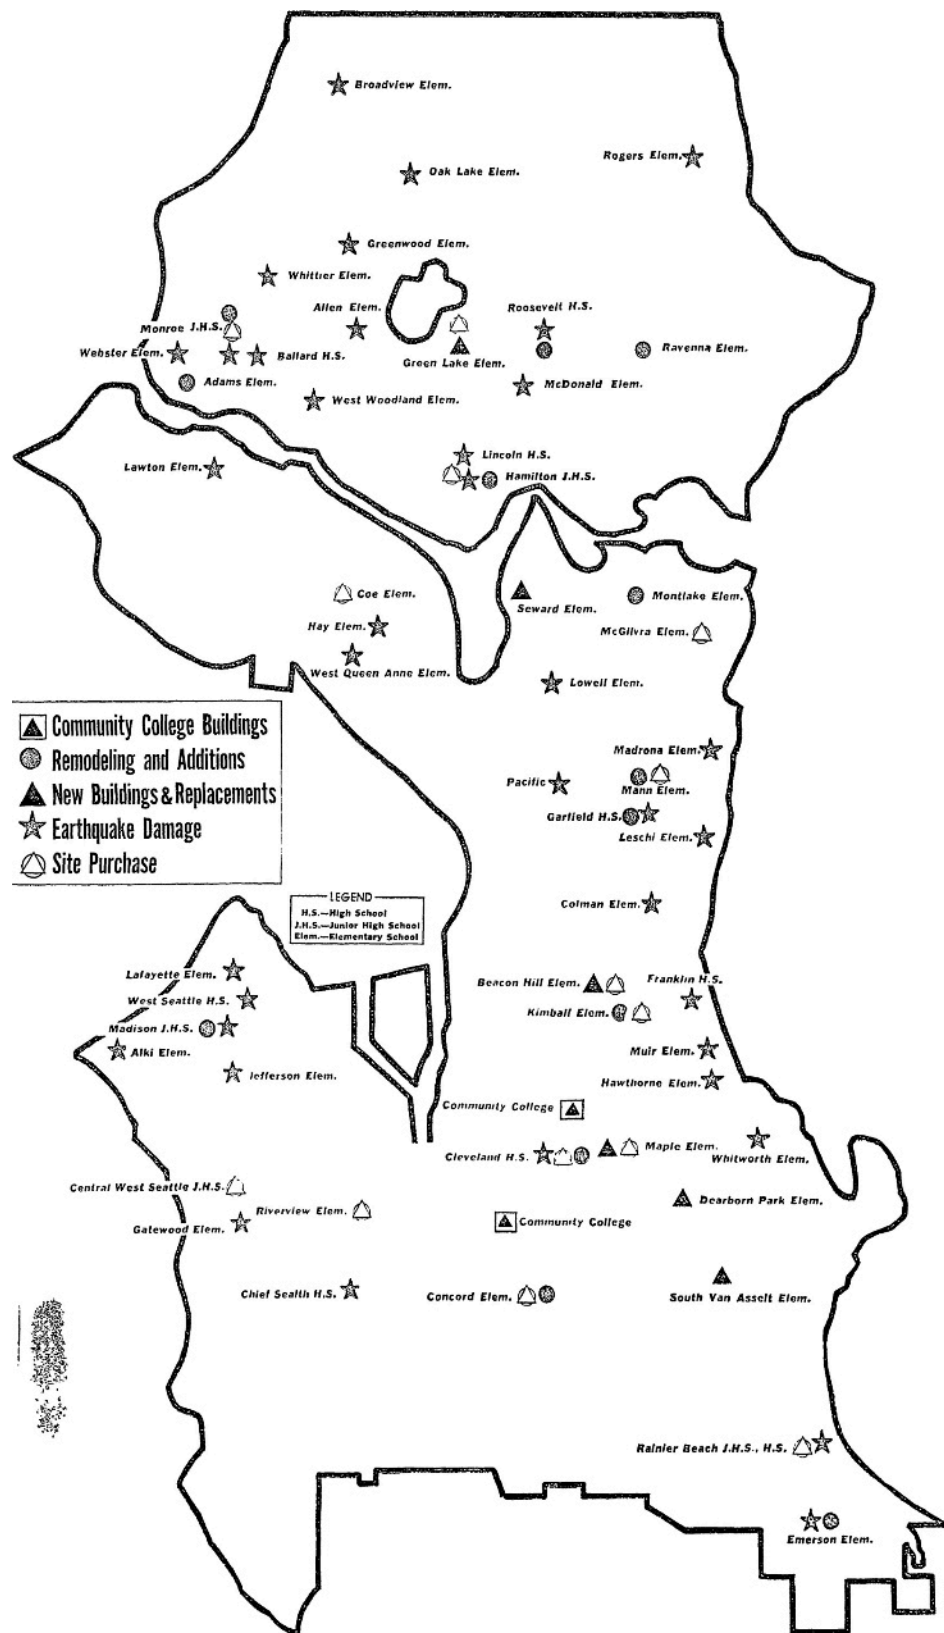 Broadview Elem.
Rogers Elem.
Oak Lake Elem.
Greenwood Elem.
Whittier Elem.
Allen Elem.
Roosevelt H.S.
Monroe J.H.S.
Webster Elem.
Ballard H.S.
Green Lake Elem.
Ravenna Elem.
Adams Elem.
McDonald Elem.
West Woodland Elem.
Lincoln H.S.
Lawton Elem.
Hamilton J.H.S.
Coe Elem.
Seward Elem.
Montlake Elem.
Hay Elem.
McGilvra Elem.
West Queen Anne Elem.
Lowell Elem.
Community College Buildings
Remodeling and Additions
New Buildings & Replacements
Earthquake Damage
Site Purchase
Madrona Elem.
Pacific
Mann Elem.
Garfield H.S.
Leschi Elem.
LEGEND
H.S.—High School
J.H.S.—Junior High School
Elem.—Elementary School
Colman Elem.
Lafayette Elem.
Beacon Hill Elem.
Franklin H.S.
West Seattle H.S.
Kimball Elem.
Madison J.H.S.
Alki Elem.
Muir Elem.
Jefferson Elem.
Hawthorne Elem.
Community College
Cleveland H.S.
Maple Elem.
Whitworth Elem.
Central West Seattle J.H.S.
Dearborn Park Elem.
Riverview Elem.
Gatewood Elem.
Community College
Chief Sealth H.S.
Concord Elem.
South Van Asselt Elem.
Rainier Beach J.H.S., H.S.
Emerson Elem.